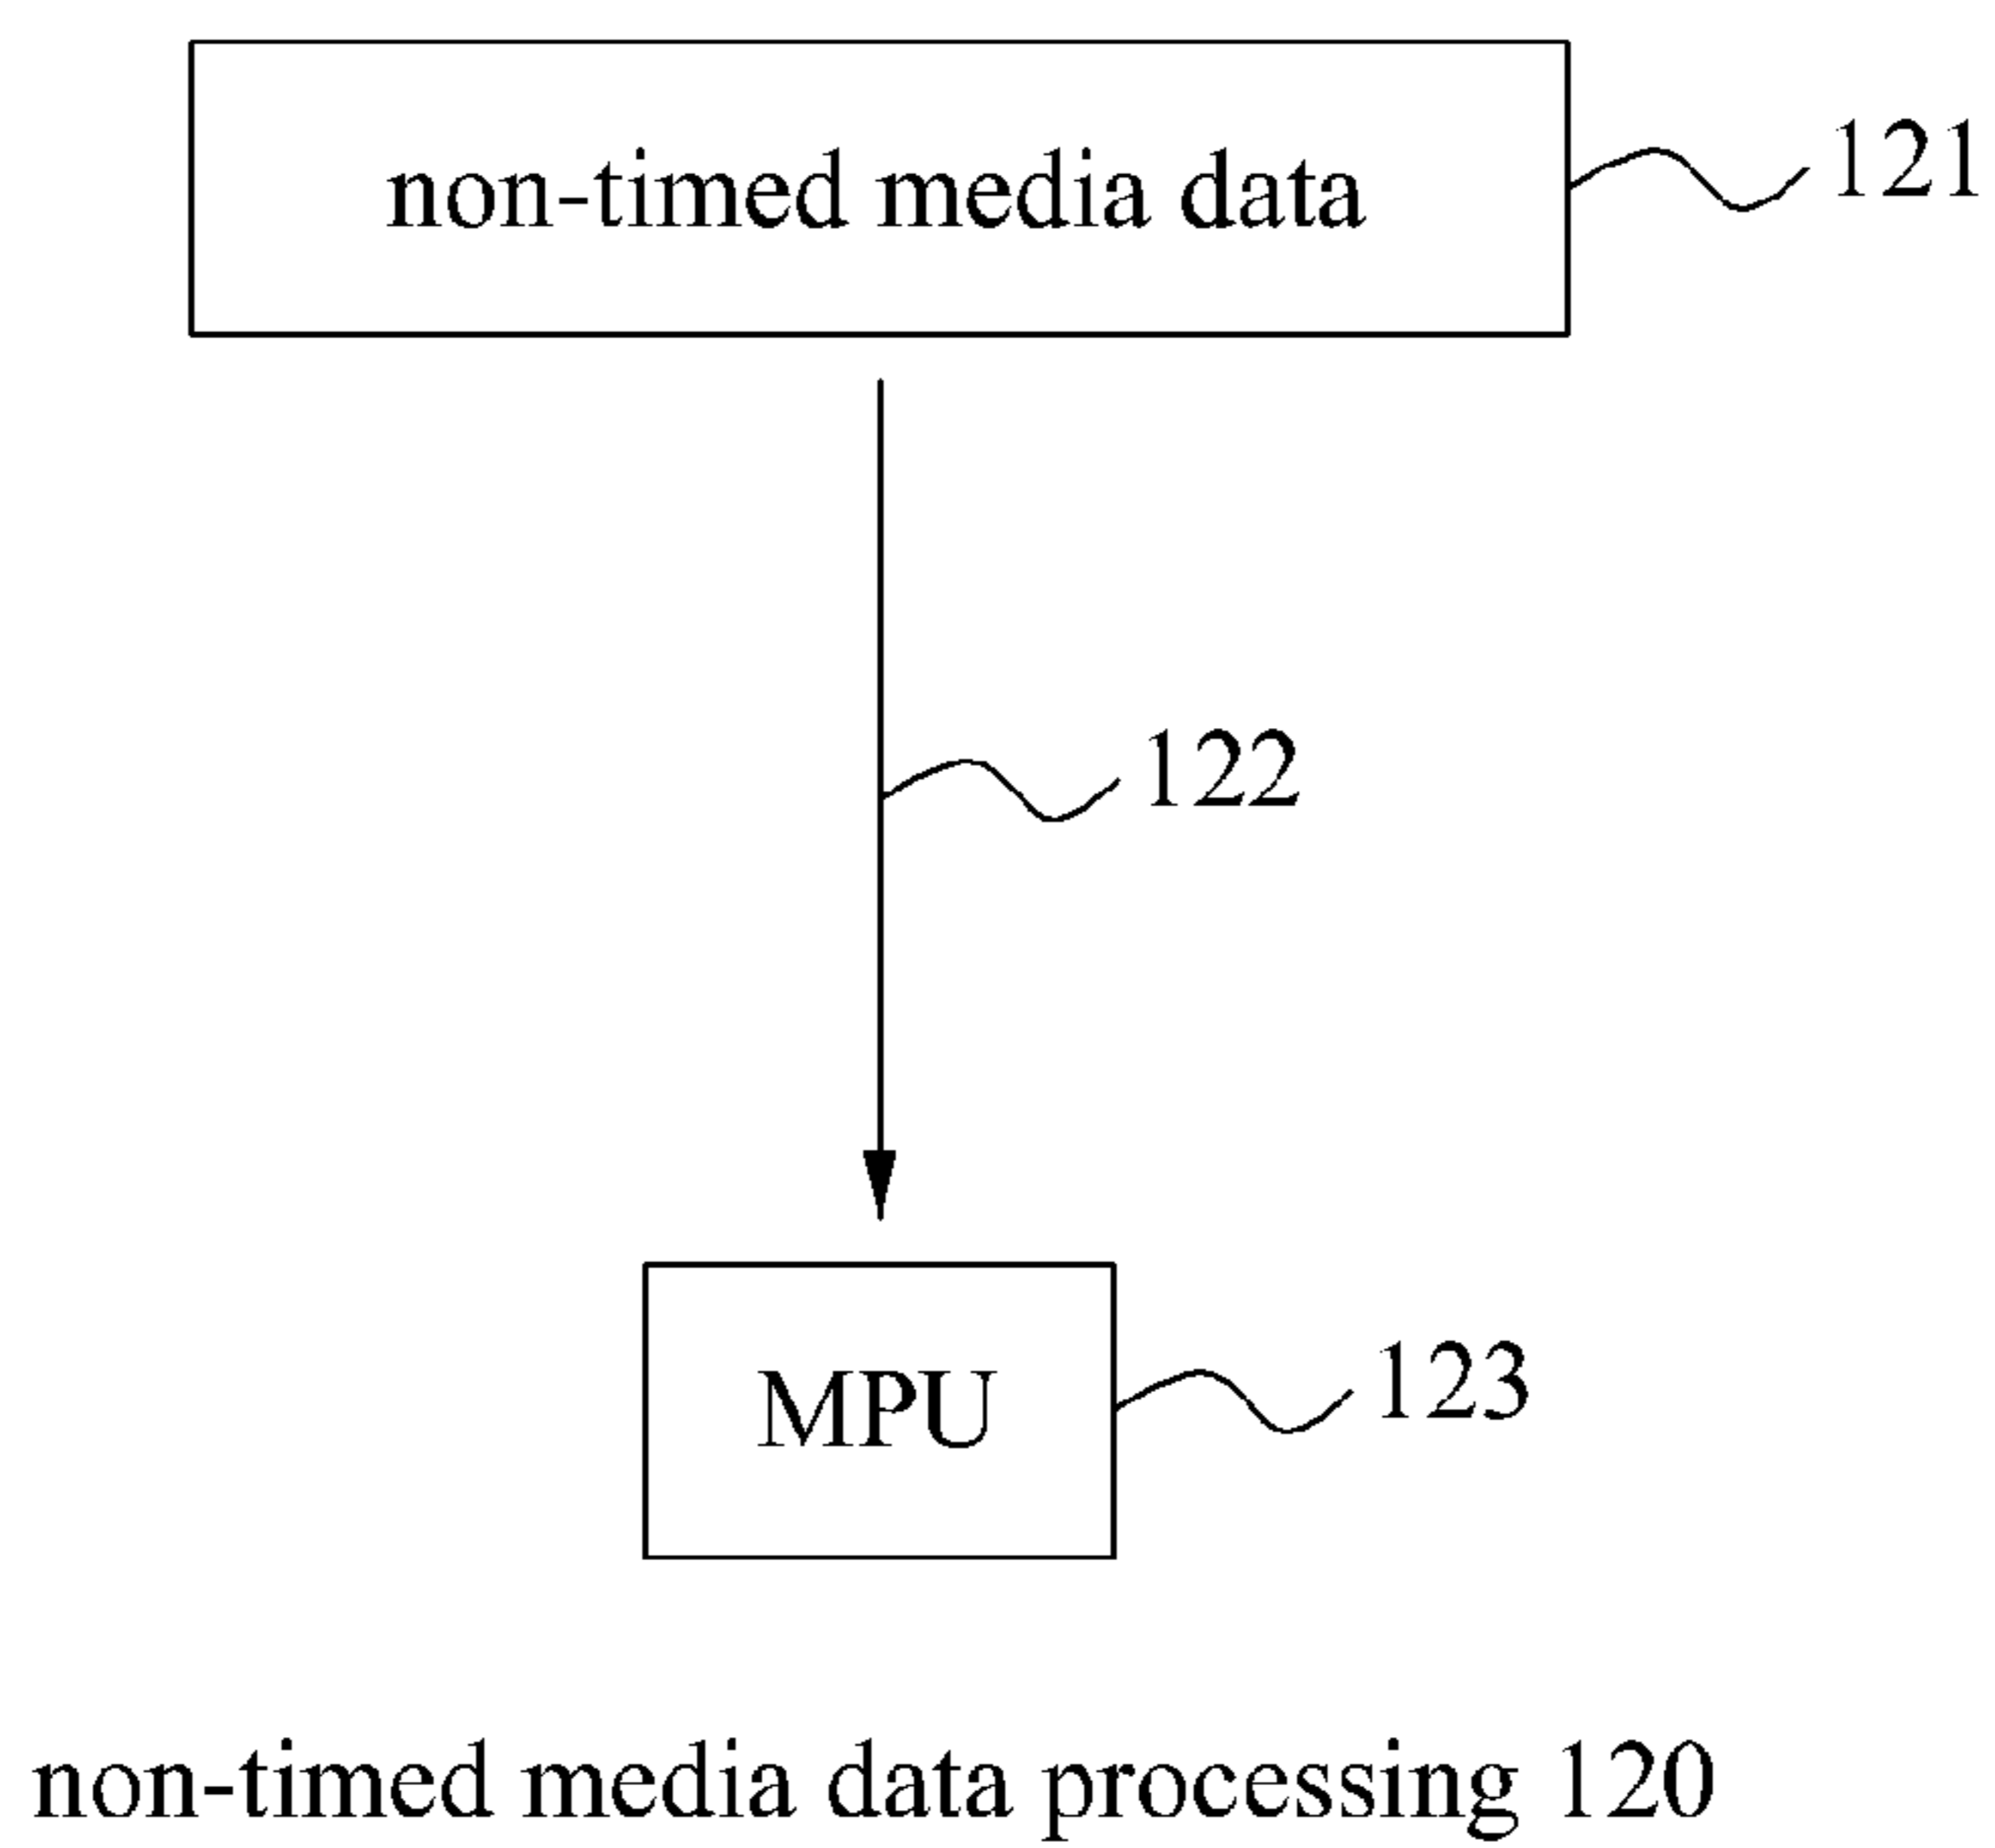 non-timed media data
121
122
MPU
123
non-timed media data processing 120